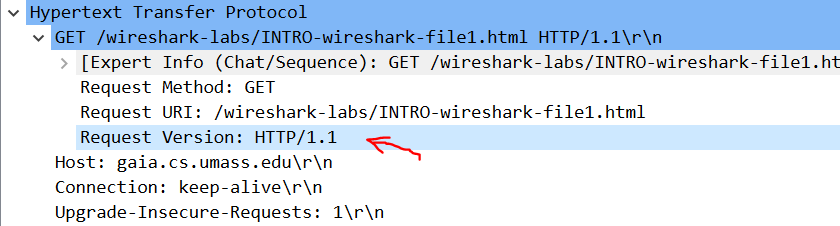 Hypertext Transfer Protocol
GET /wireshark-labs/INTRO-wireshark-file1.html HTTP/1.1\r\n
[Expert Info (Chat/Sequence): GET /wireshark-labs/INTRO-wireshark-file1.ht
Request Method: GET
Request URI: /wireshark-labs/INTRO-wireshark-file1.html
Request Version: HTTP/1.1
Host: gaia.cs.umass.edu\r\n
Connection: keep-alive\r\n
Upgrade-Insecure-Requests: 1\r\n